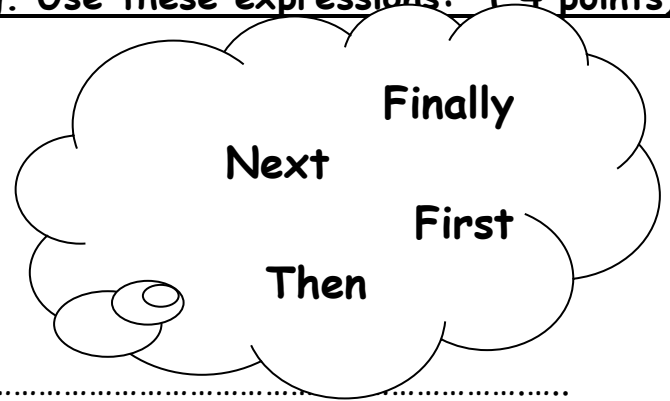 Use these expressions: ( 4 points)
Finally
Next
First
Then
……………………………………………………………………